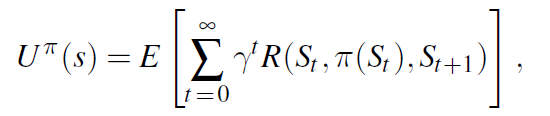 U^π(s) = E [ ∑_{t=0}^{∞} γ^t R(S_t, π(S_t), S_{t+1}) ] ,